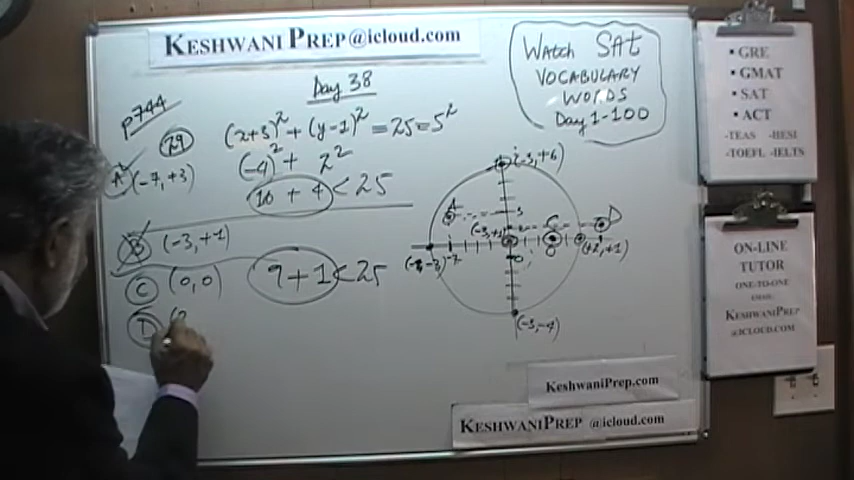 KESHWANI PREP@icloud.com
Day 38
p744
29
(x+3)² + (y-1)² = 25 = 5²
(-4)² + 2²
A (-7, +3)
16 + 4 < 25
B (-3, +1)
C (0, 0)
9 + 1 < 25
D
Watch SAT
VOCABULARY
WORDS
Day 1-100
(-3, +6)
A
C
D
(-3, +1)
(+2, +1)
(-3, -4)
• GRE
• GMAT
• SAT
• ACT
-TEAS -HESI
-TOEFL -IELTS
ON-LINE
TUTOR
ONE-TO-ONE
EMAIL
KESHWANIPREP
@ICLOUD.COM
KESHWANIPREP.com
KESHWANIPREP @icloud.com